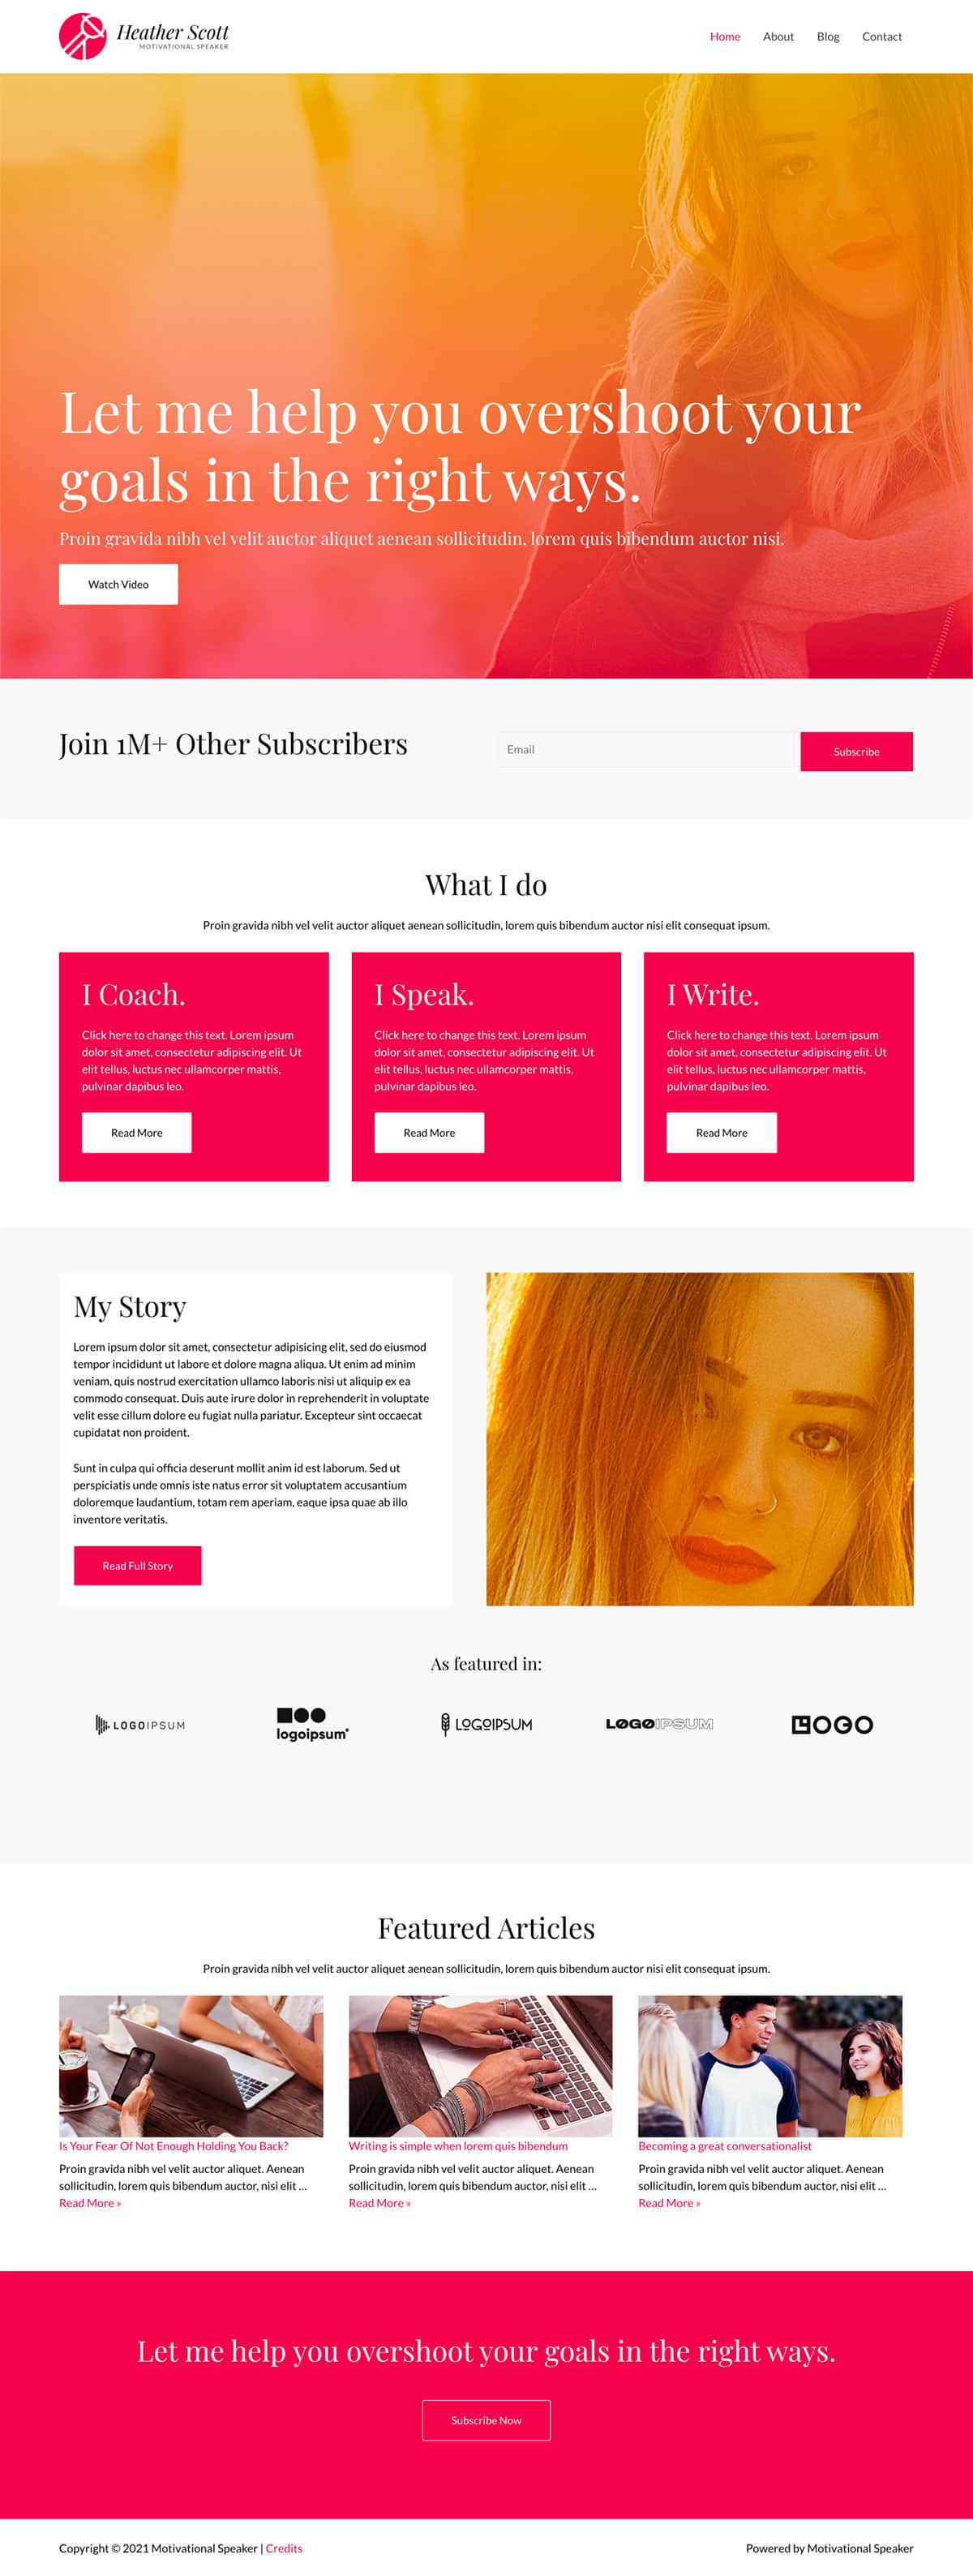 Heather Scott
MOTIVATIONAL SPEAKER
Home About Blog Contact
Let me help you overshoot your
goals in the right ways.
Proin gravida nibh vel velit auctor aliquet aenean sollicitudin, lorem quis bibendum auctor nisi.
Watch Video
Join 1M+ Other Subscribers
Email
Subscribe
What I do
Proin gravida nibh vel velit auctor aliquet aenean sollicitudin, lorem quis bibendum auctor nisi elit consequat ipsum.
I Coach.
Click here to change this text. Lorem ipsum
dolor sit amet, consectetur adipiscing elit. Ut
elit tellus, luctus nec ullamcorper mattis,
pulvinar dapibus leo.
Read More
I Speak.
Click here to change this text. Lorem ipsum
dolor sit amet, consectetur adipiscing elit. Ut
elit tellus, luctus nec ullamcorper mattis,
pulvinar dapibus leo.
Read More
I Write.
Click here to change this text. Lorem ipsum
dolor sit amet, consectetur adipiscing elit. Ut
elit tellus, luctus nec ullamcorper mattis,
pulvinar dapibus leo.
Read More
My Story
Lorem ipsum dolor sit amet, consectetur adipisicing elit, sed do eiusmod
tempor incididunt ut labore et dolore magna aliqua. Ut enim ad minim
veniam, quis nostrud exercitation ullamco laboris nisi ut aliquip ex ea
commodo consequat. Duis aute irure dolor in reprehenderit in voluptate
velit esse cillum dolore eu fugiat nulla pariatur. Excepteur sint occaecat
cupidatat non proident.
Sunt in culpa qui officia deserunt mollit anim id est laborum. Sed ut
perspiciatis unde omnis iste natus error sit voluptatem accusantium
doloremque laudantium, totam rem aperiam, eaque ipsa quae ab illo
inventore veritatis.
Read Full Story
As featured in:
LOGOIPSUM
logoipsum
LOGOIPSUM
LOGOIPSUM
LOGO
Featured Articles
Proin gravida nibh vel velit auctor aliquet aenean sollicitudin, lorem quis bibendum auctor nisi elit consequat ipsum.
Is Your Fear Of Not Enough Holding You Back?
Proin gravida nibh vel velit auctor aliquet. Aenean
sollicitudin, lorem quis bibendum auctor, nisi elit ...
Read More »
Writing is simple when lorem quis bibendum
Proin gravida nibh vel velit auctor aliquet. Aenean
sollicitudin, lorem quis bibendum auctor, nisi elit ...
Read More »
Becoming a great conversationalist
Proin gravida nibh vel velit auctor aliquet. Aenean
sollicitudin, lorem quis bibendum auctor, nisi elit ...
Read More »
Let me help you overshoot your goals in the right ways.
Subscribe Now
Copyright © 2021 Motivational Speaker | Credits
Powered by Motivational Speaker